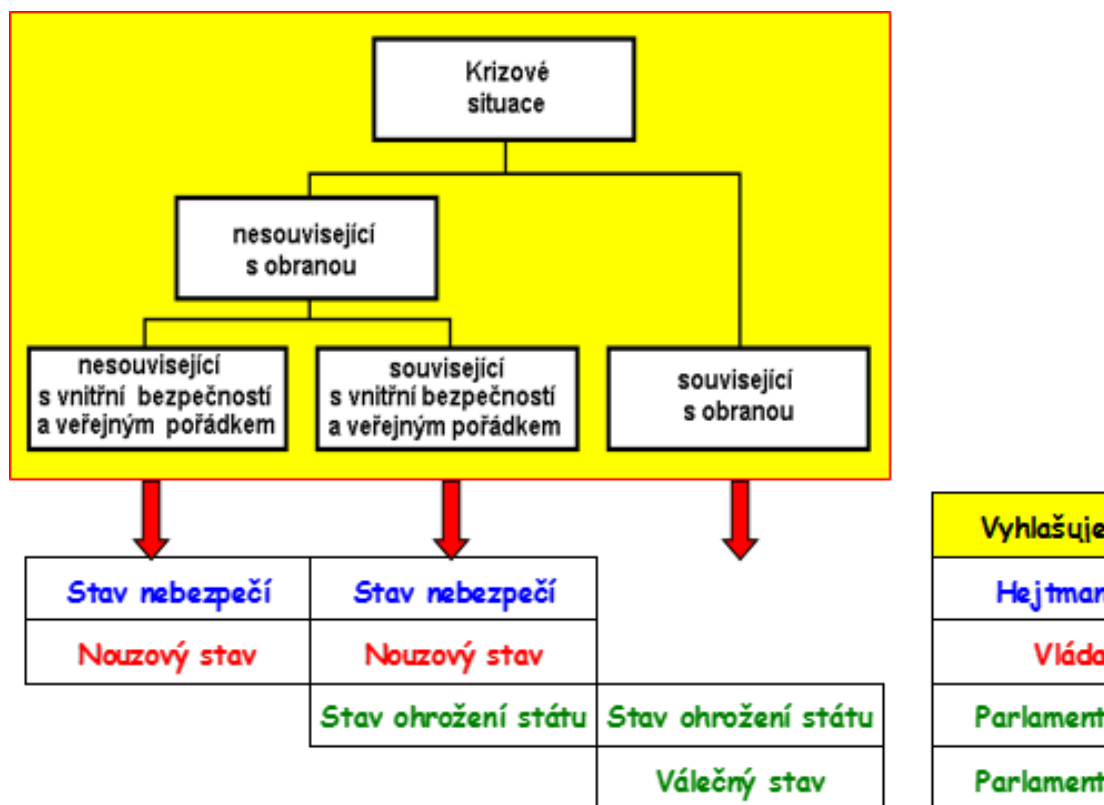 Krizové
situace
nesouvisející
s obranou
nesouvisející
s vnitřní bezpečností
a veřejným pořádkem
související
s vnitřní bezpečností
a veřejným pořádkem
související
s obranou
Vyhlašuje
Stav nebezpečí Stav nebezpečí Hejtman
Nouzový stav Nouzový stav Vláda
Stav ohrožení státu Stav ohrožení státu Parlament
Válečný stav Parlament